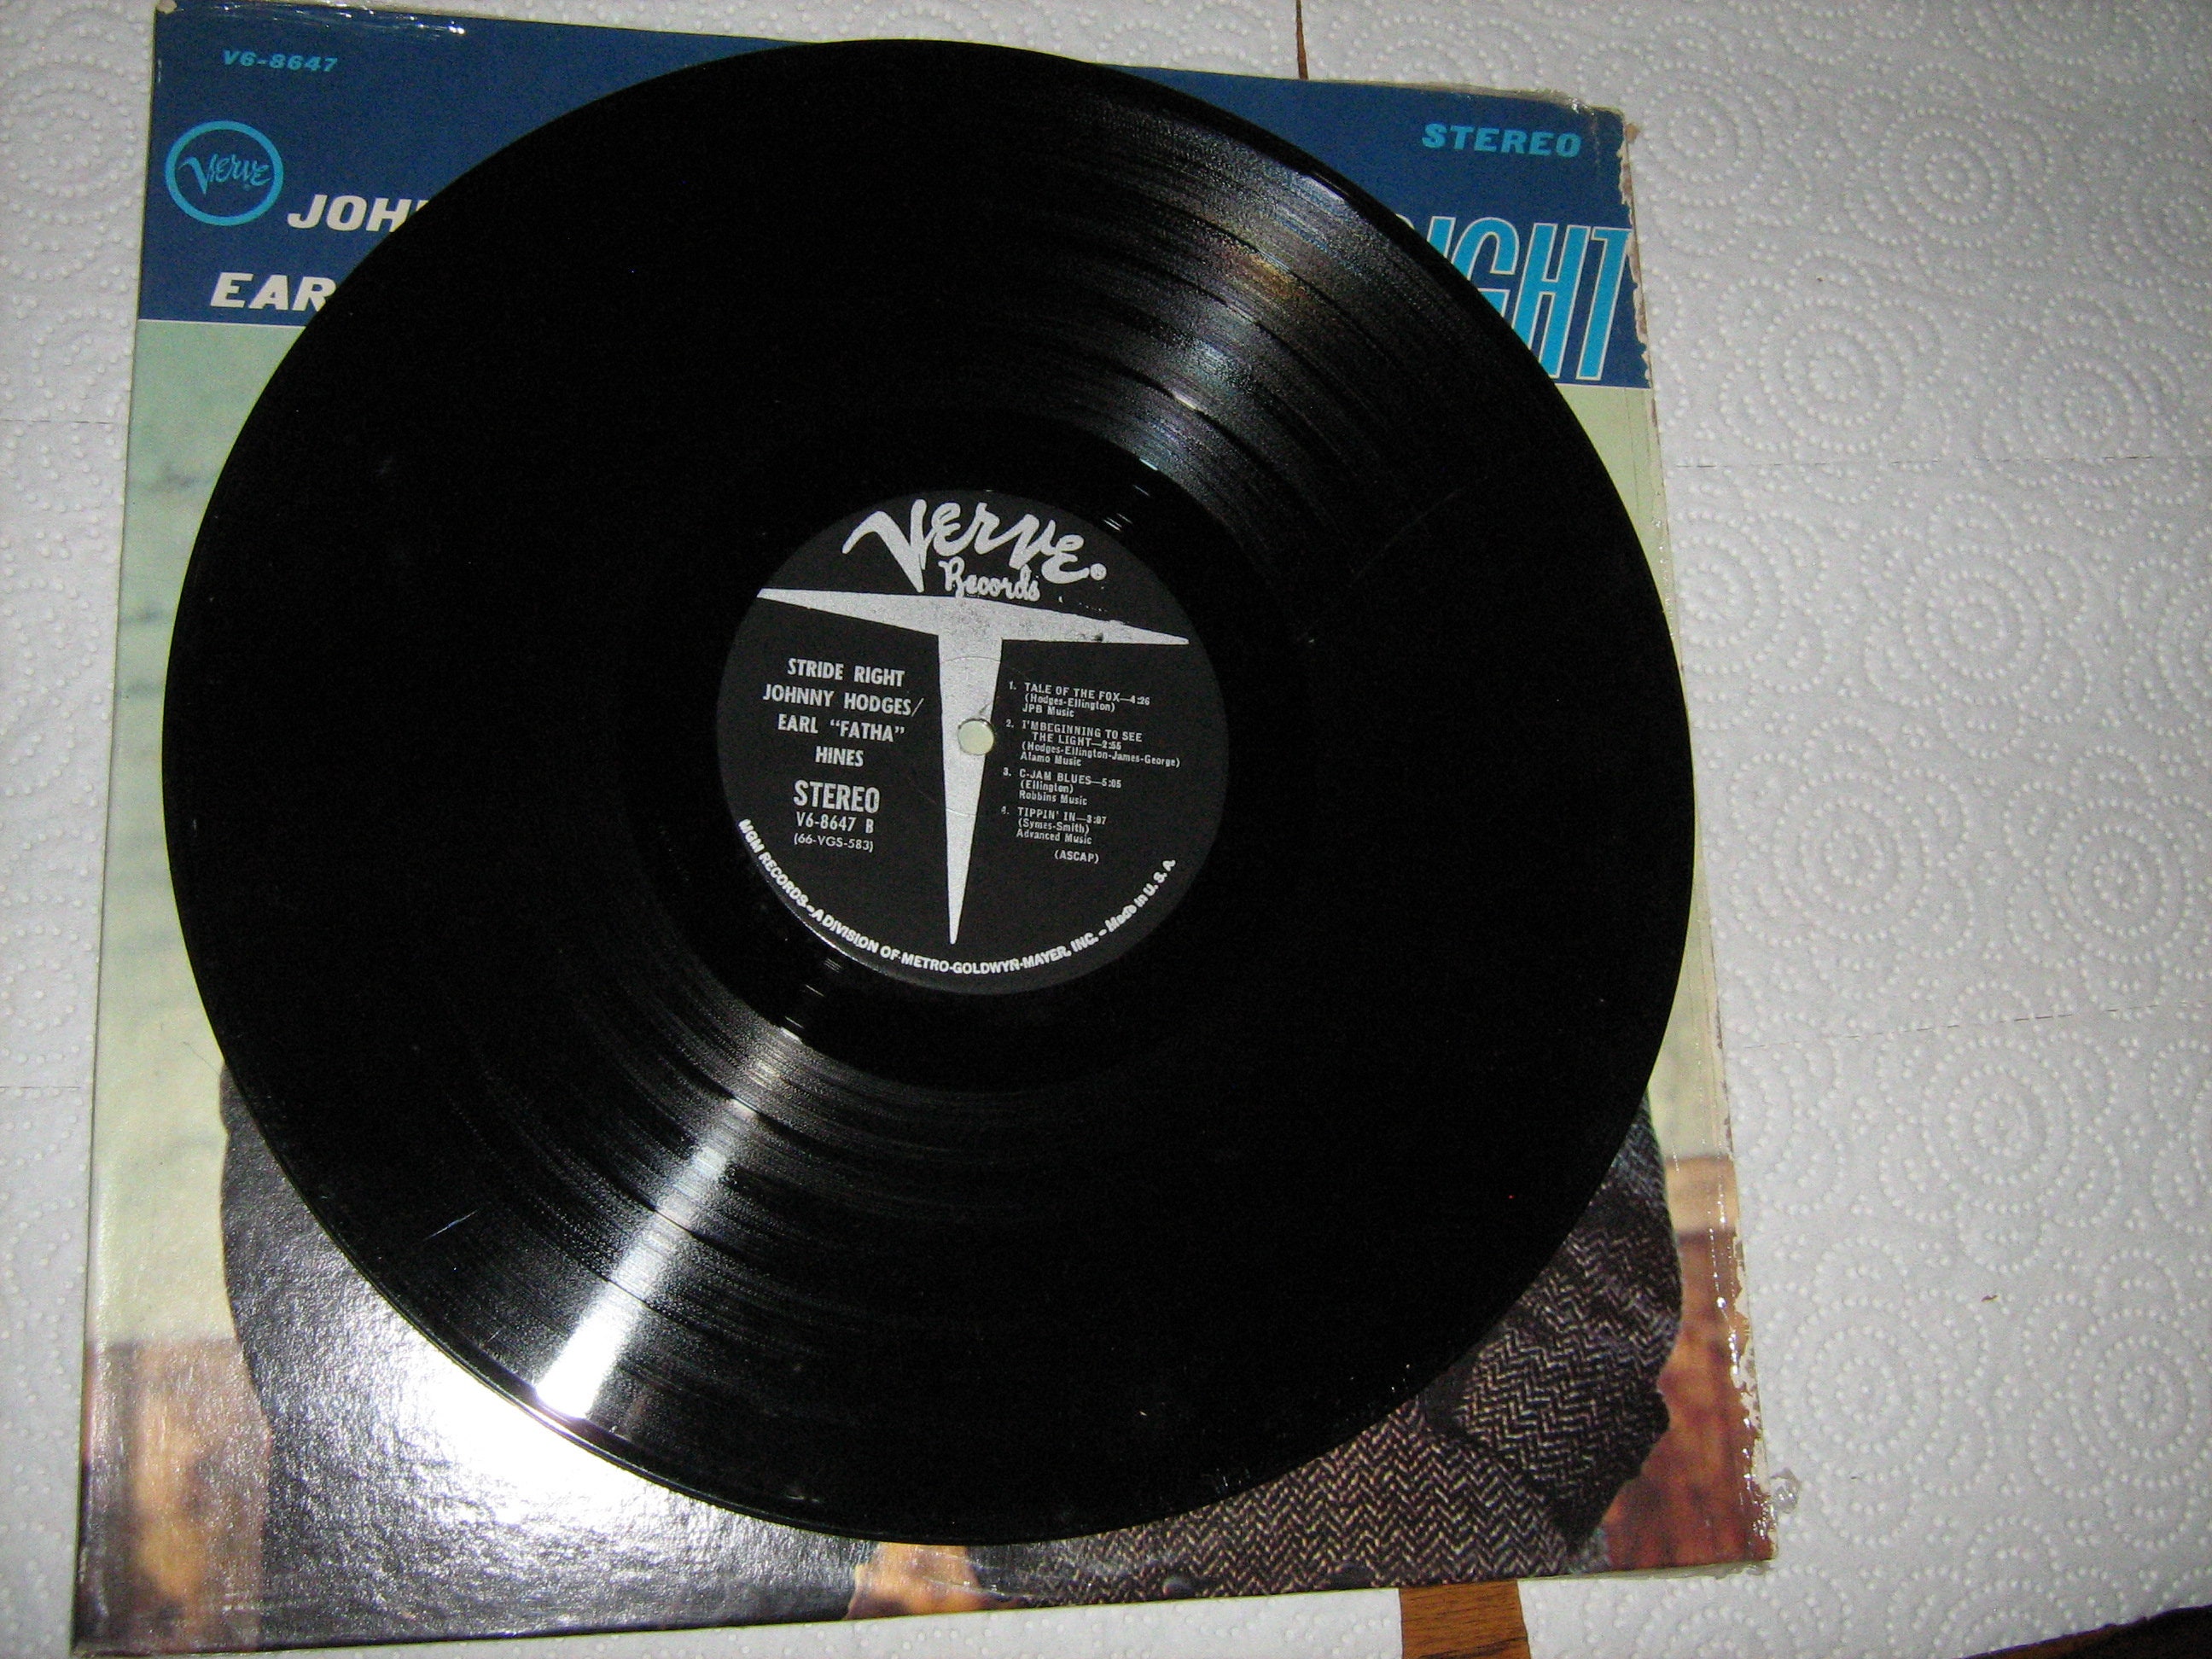 V6-8647
Verve
STEREO
JOH
IGHT
EAR
Verve®
Records
STRIDE RIGHT
JOHNNY HODGES/
EARL "FATHA"
HINES
STEREO
V6-8647 B
(66-VGS-583)
1. TALE OF THE FOX—4:26
(Hodges-Ellington)
JPB Music
2. I'M BEGINNING TO SEE
THE LIGHT—2:55
(Hodges-Ellington-James-George)
Alamo Music
3. C-JAM BLUES—5:05
(Ellington)
Robbins Music
4. TIPPIN' IN—3:07
(Symes-Smith)
Advanced Music
(ASCAP)
MGM RECORDS–A DIVISION OF METRO-GOLDWYN-MAYER, INC. – Made in U.S.A.